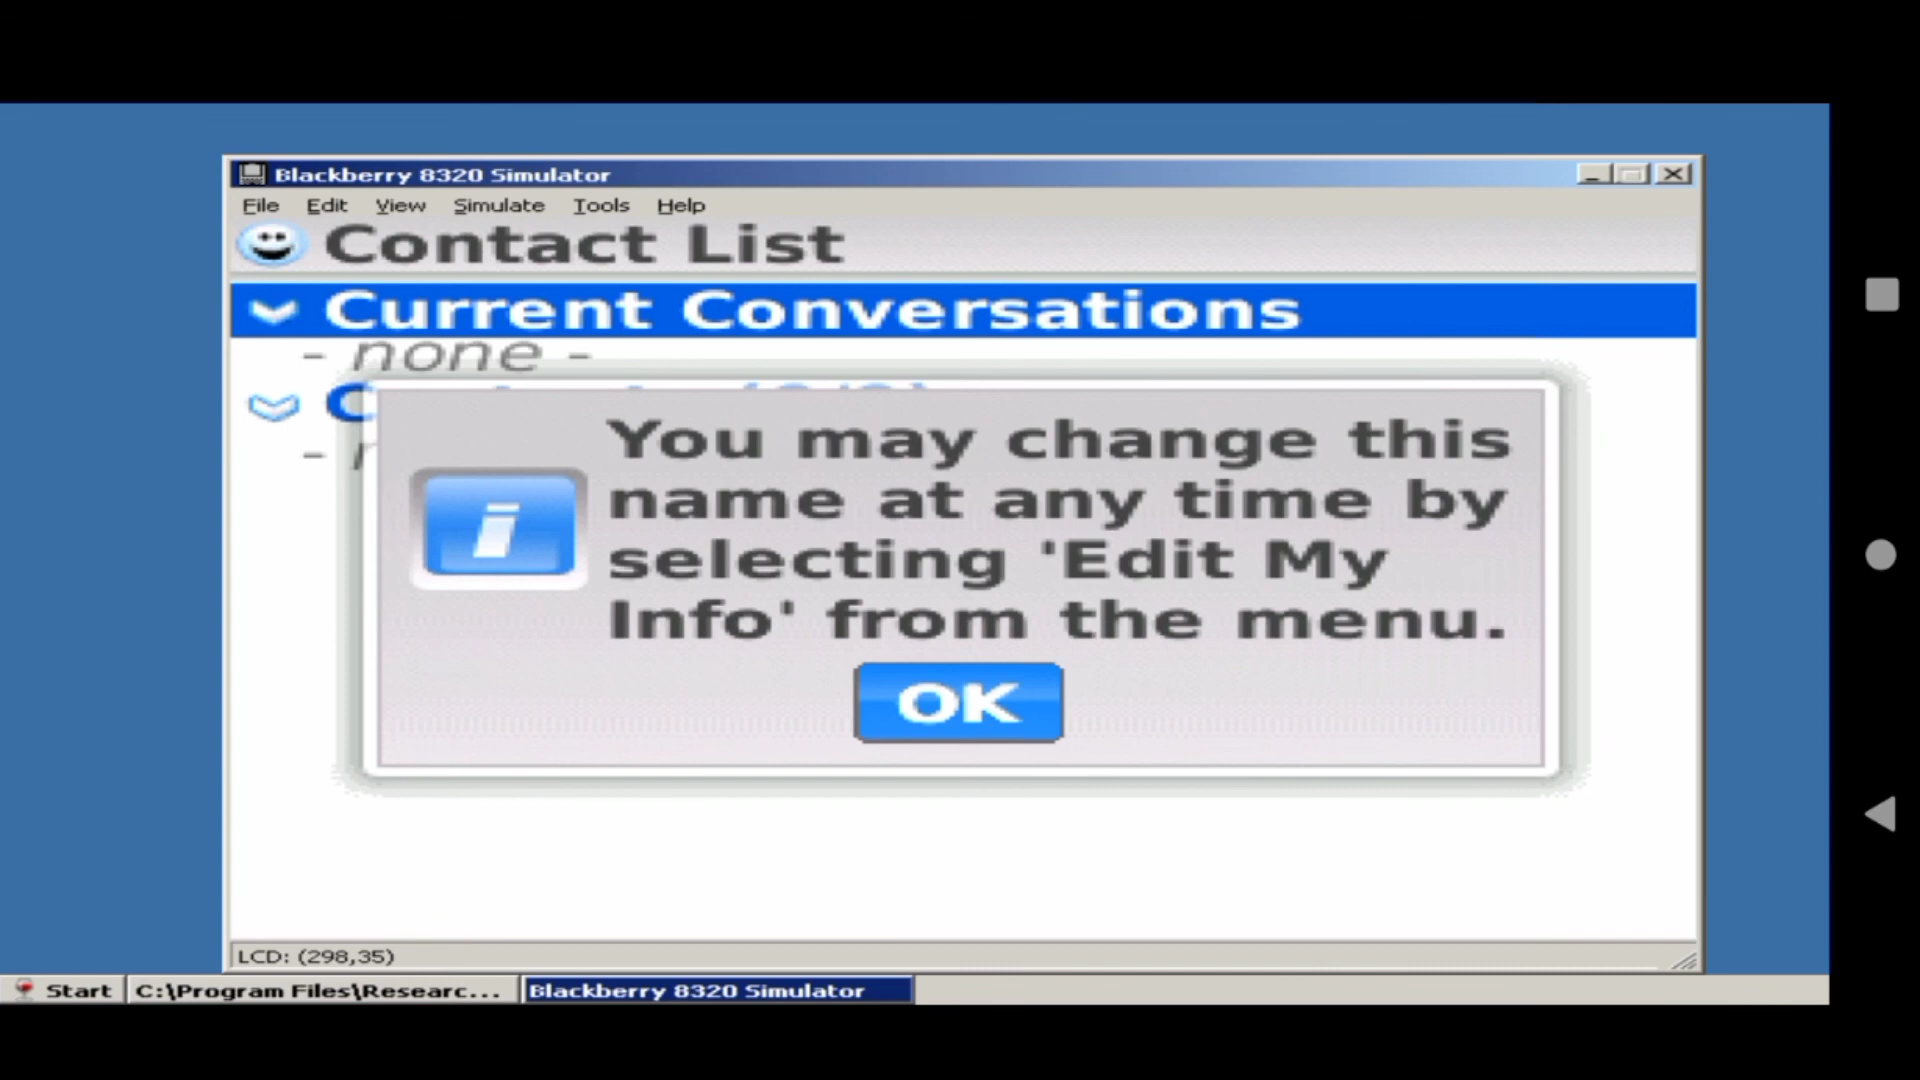 Blackberry 8320 Simulator
File Edit View Simulate Tools Help
Contact List
Current Conversations
- none -
You may change this
name at any time by
selecting 'Edit My
Info' from the menu.
OK
LCD: (298,35)
Start C:\Program Files\Researc... Blackberry 8320 Simulator